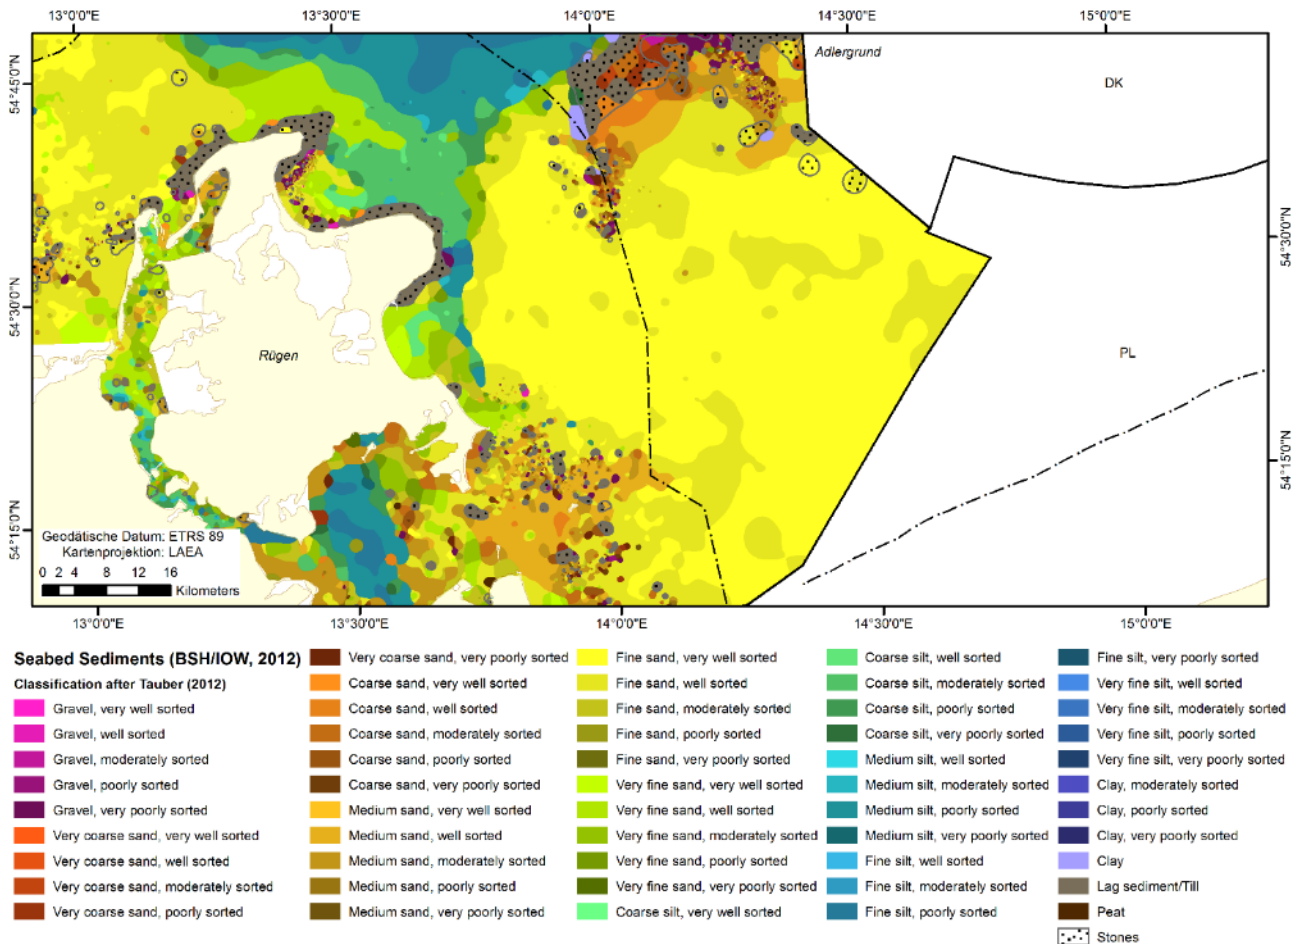 13°0'0"E
13°30'0"E
14°0'0"E
14°30'0"E
15°0'0"E
54°45'0"N
54°30'0"N
54°15'0"N
54°30'0"N
54°15'0"N
Adlergrund
DK
PL
Rügen
Geodätische Datum: ETRS 89
Kartenprojektion: LAEA
0 2 4 8 12 16
Kilometers
13°0'0"E
13°30'0"E
14°0'0"E
14°30'0"E
15°0'0"E
Seabed Sediments (BSH/IOW, 2012)
Classification after Tauber (2012)
Gravel, very well sorted
Gravel, well sorted
Gravel, moderately sorted
Gravel, poorly sorted
Gravel, very poorly sorted
Very coarse sand, very well sorted
Very coarse sand, well sorted
Very coarse sand, moderately sorted
Very coarse sand, poorly sorted
Very coarse sand, very poorly sorted
Coarse sand, very well sorted
Coarse sand, well sorted
Coarse sand, moderately sorted
Coarse sand, poorly sorted
Coarse sand, very poorly sorted
Medium sand, very well sorted
Medium sand, well sorted
Medium sand, moderately sorted
Medium sand, poorly sorted
Medium sand, very poorly sorted
Fine sand, very well sorted
Fine sand, well sorted
Fine sand, moderately sorted
Fine sand, poorly sorted
Fine sand, very poorly sorted
Very fine sand, very well sorted
Very fine sand, well sorted
Very fine sand, moderately sorted
Very fine sand, poorly sorted
Very fine sand, very poorly sorted
Coarse silt, very well sorted
Coarse silt, well sorted
Coarse silt, moderately sorted
Coarse silt, poorly sorted
Coarse silt, very poorly sorted
Medium silt, well sorted
Medium silt, moderately sorted
Medium silt, poorly sorted
Medium silt, very poorly sorted
Fine silt, well sorted
Fine silt, moderately sorted
Fine silt, poorly sorted
Fine silt, very poorly sorted
Very fine silt, well sorted
Very fine silt, moderately sorted
Very fine silt, poorly sorted
Very fine silt, very poorly sorted
Clay, moderately sorted
Clay, poorly sorted
Clay, very poorly sorted
Clay
Lag sediment/Till
Peat
Stones